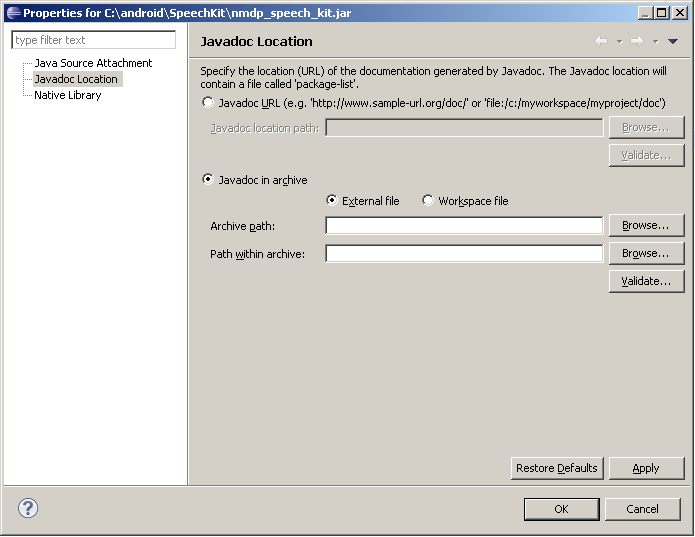 Properties for C:\android\SpeechKit\nmdp_speech_kit.jar
type filter text
Java Source Attachment
Javadoc Location
Native Library
Javadoc Location
Specify the location (URL) of the documentation generated by Javadoc. The Javadoc location will
contain a file called 'package-list'.
Javadoc URL (e.g. 'http://www.sample-url.org/doc/' or 'file:/c:/myworkspace/myproject/doc')
Javadoc location path:
Browse...
Validate...
Javadoc in archive
External file
Workspace file
Archive path:
Browse...
Path within archive:
Browse...
Validate...
Restore Defaults
Apply
?
OK
Cancel